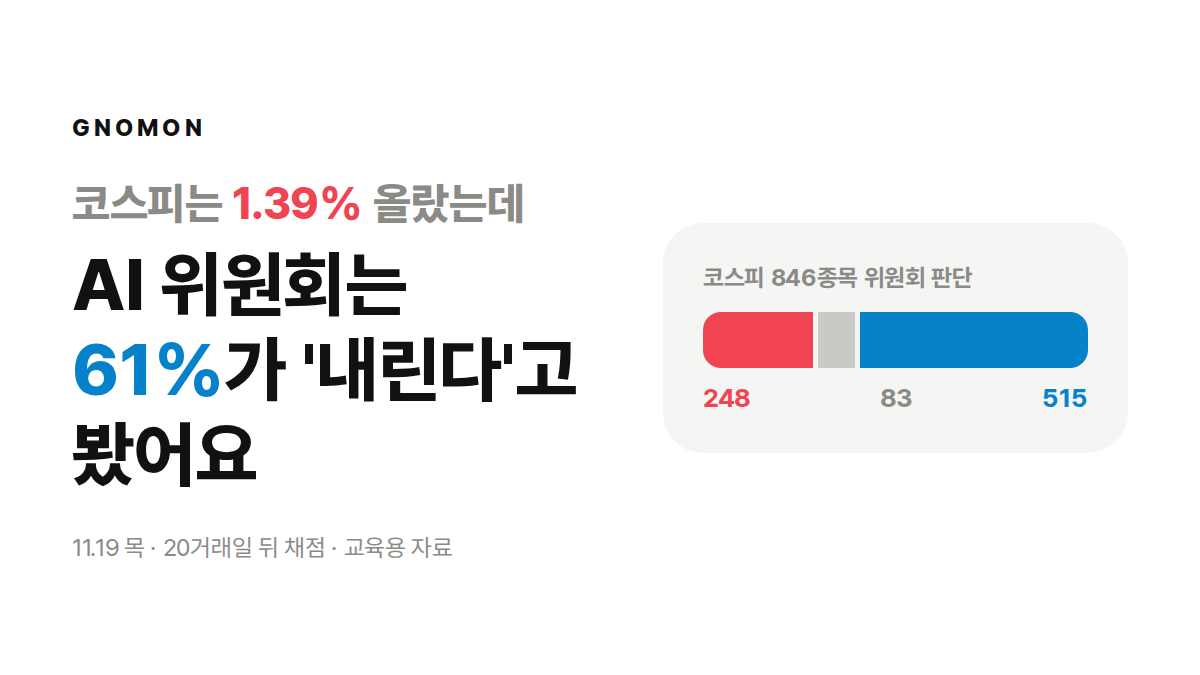 GNOMON
코스피는 1.39% 올랐는데
AI 위원회는
61%가 '내린다'고
봤어요
11.19 목 · 20거래일 뒤 채점 · 교육용 자료
코스피 846종목 위원회 판단
248 83 515